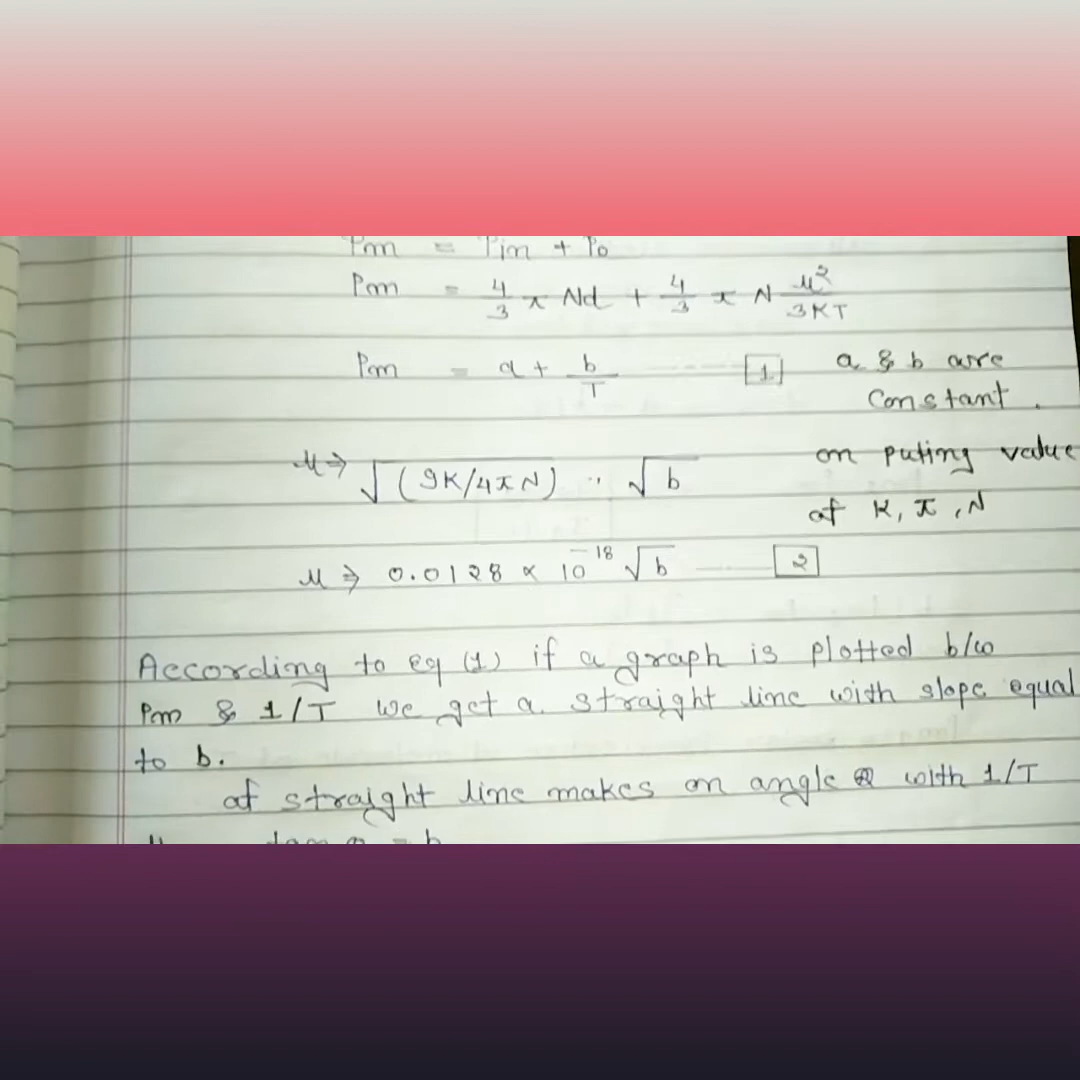 Pm = Pin + Po
Pm = 4/3 π Nd + 4/3 π N μ²/3KT
Pm = a + b/T [1] a & b are
constant.
μ ⇒ √(9K/4πN) .. √b on puting value
of K, π, N
μ ⇒ 0.0128 × 10⁻¹⁸ √b [2]
According to eq (1) if a graph is plotted b/w
Pm & 1/T we get a straight line with slope equal
to b.
of straight line makes on angle θ with 1/T
tan θ = b